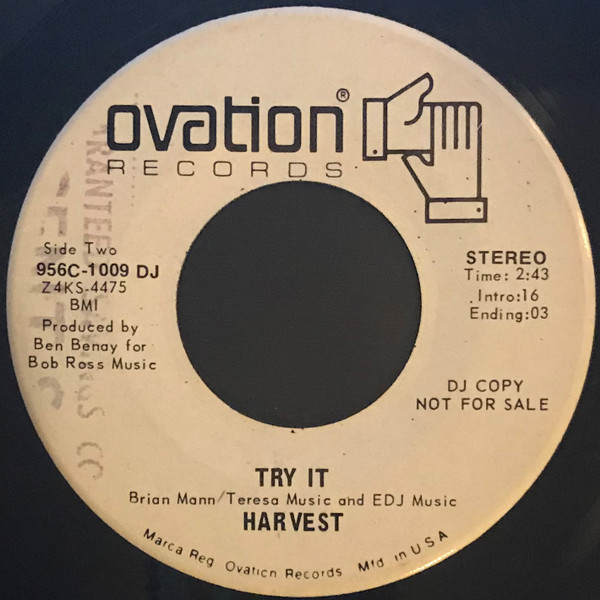 ovation®
RECORDS
Side Two
956C-1009 DJ
Z4KS-4475
BMI
Produced by
Ben Benay for
Bob Ross Music
STEREO
Time: 2:43
Intro:16
Ending:03
DJ COPY
NOT FOR SALE
TRY IT
Brian Mann/Teresa Music and EDJ Music
HARVEST
Marca Reg. Ovation Records Mfd in USA